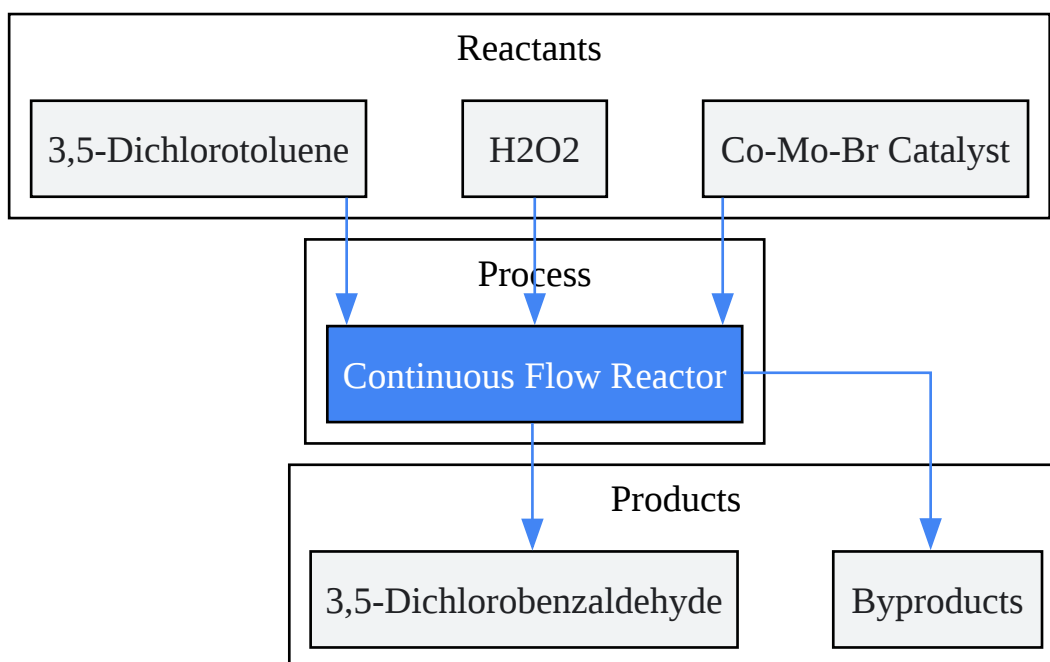 Reactants
3,5-Dichlorotoluene
H2O2
Co-Mo-Br Catalyst
Process
Continuous Flow Reactor
Products
3,5-Dichlorobenzaldehyde
Byproducts